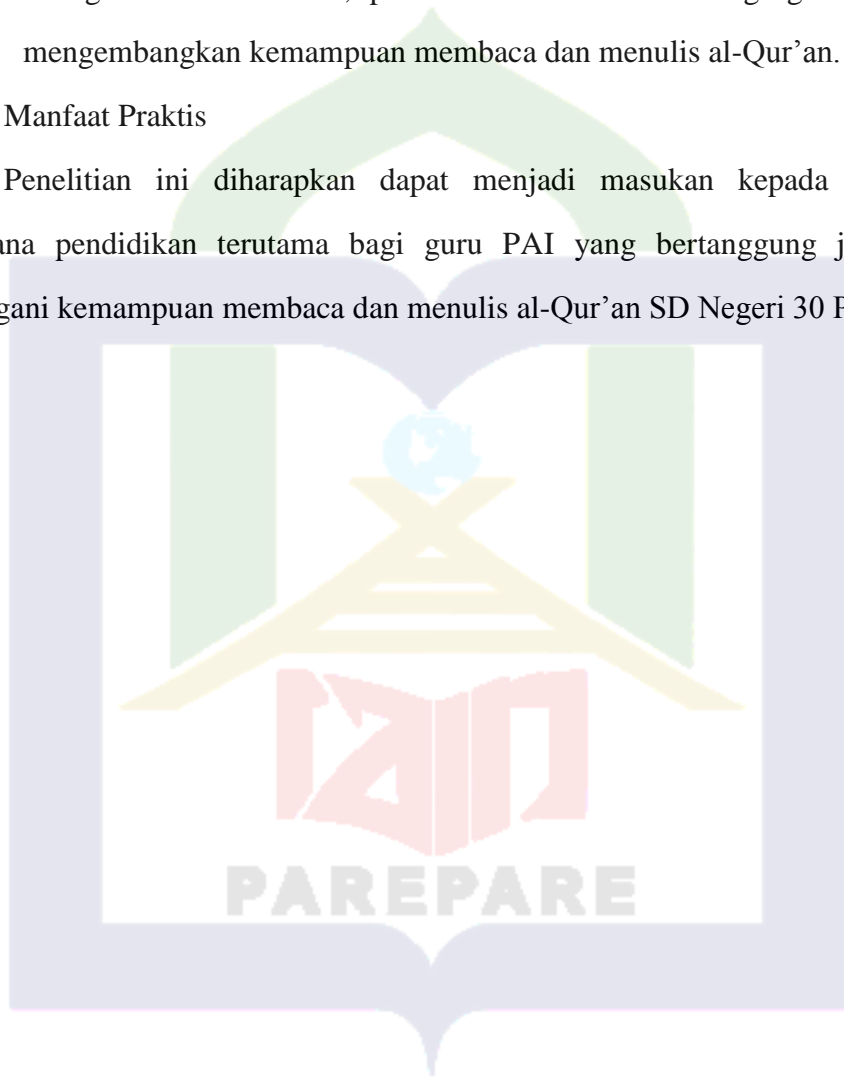 mengembangkan kemampuan membaca dan menulis al-Qur'an.
Manfaat Praktis
Penelitian ini diharapkan dapat menjadi masukan kepada
pendidikan terutama bagi guru PAI yang bertanggung
kemampuan membaca dan menulis al-Qur'an SD Negeri 30
iain
PAREPARE